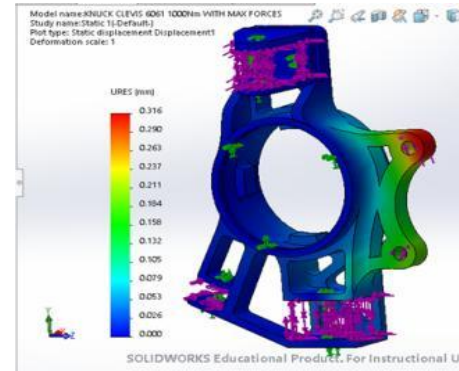 Model name:KNUCK CLEVIS 6061 1000Nm WITH MAX FORCES
Study name:Static 1(-Default-)
Plot type: Static displacement Displacement1
Deformation scale: 1
URES (mm)
0.316
0.290
0.263
0.237
0.211
0.184
0.158
0.132
0.105
0.079
0.053
0.026
0.000
Y
Z
SOLIDWORKS Educational Product. For Instructional U